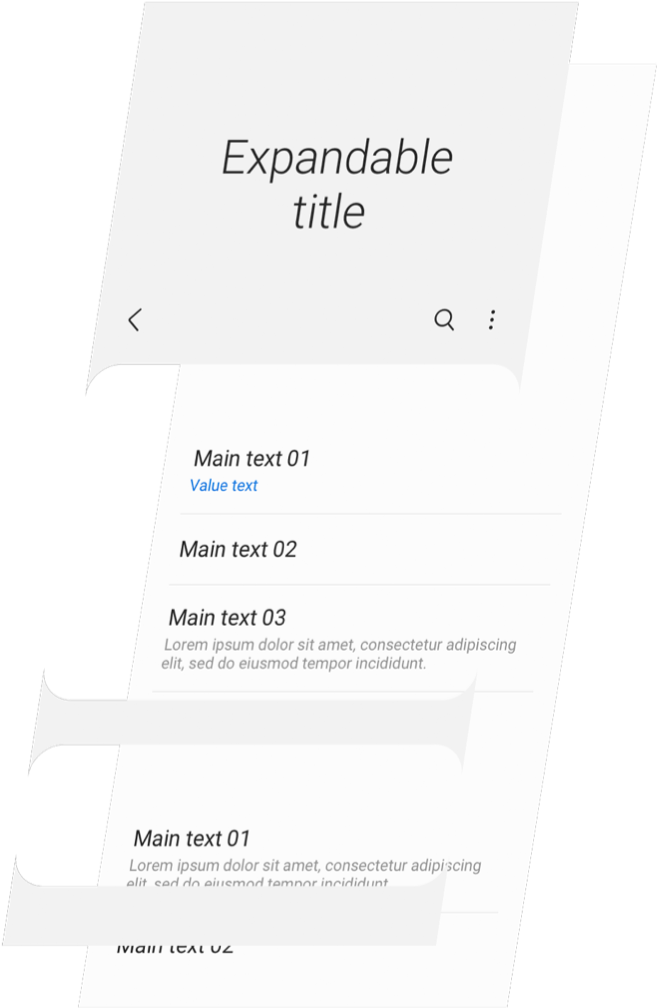 Expandable
title
Main text 01
Value text
Main text 02
Main text 03
Lorem ipsum dolor sit amet, consectetur adipiscing
elit, sed do eiusmod tempor incididunt.
Main text 01
Lorem ipsum dolor sit amet, consectetur adipiscing
elit, sed do eiusmod tempor incididunt
Main text 02